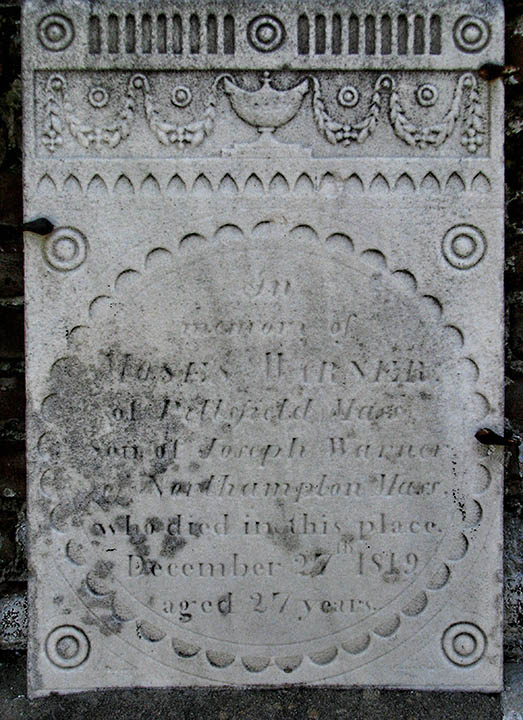 In
memory of
MOSES WARNER
of Pittsfield Mass.
son of Joseph Warner
of Northampton Mass.
who died in this place,
December 27th 1819
aged 27 years.